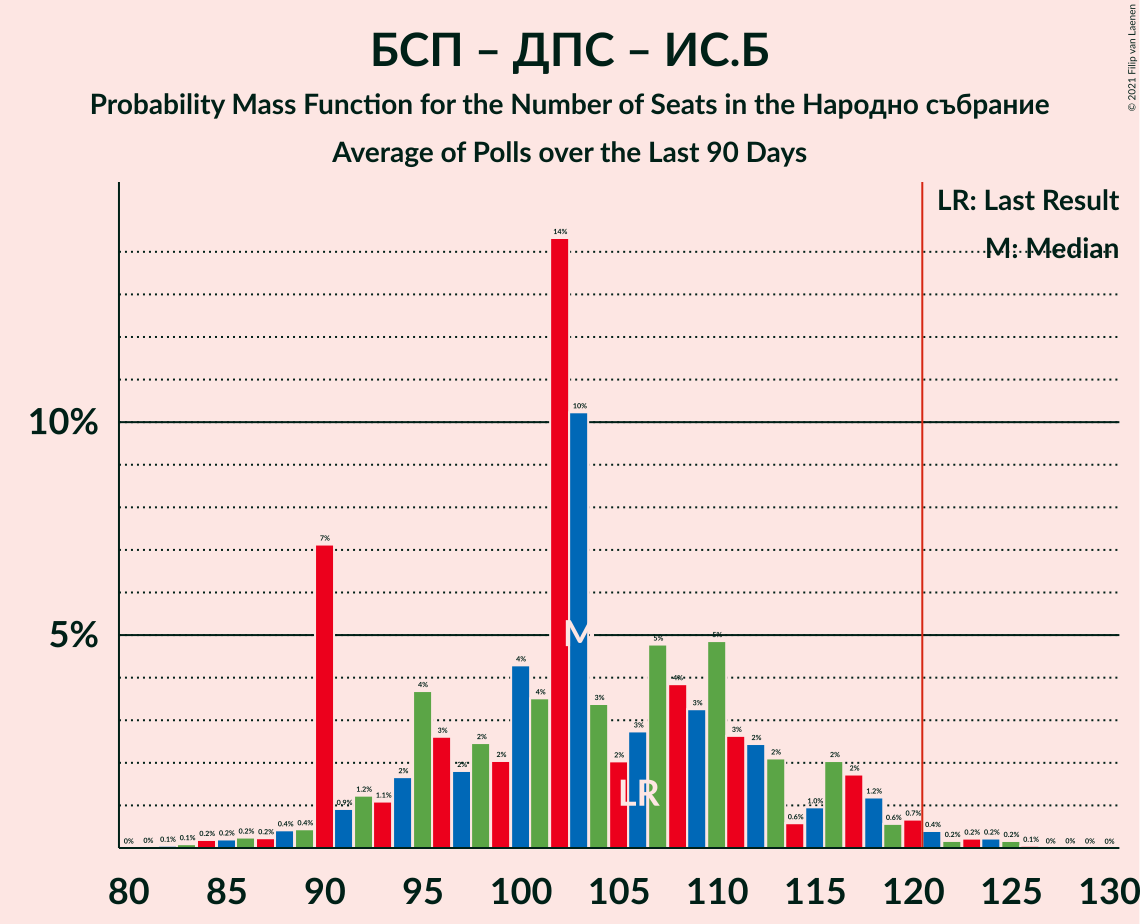 БСП – ДПС – ИС.Б
Probability Mass Function for the Number of Seats in the Народно събрание
Average of Polls over the Last 90 Days
© 2021 Filip van Laenen
LR: Last Result
M: Median
10%
5%
0% 0% 0.1% 0.1% 0.2% 0.2% 0.2% 0.2% 0.4% 0.4% 7% 0.9% 1.2% 1.1% 2% 4% 3% 2% 2% 2% 4% 4% 14% 10% 3% 2% 3% 5% 4% 3% 5% 3% 2% 2% 0.6% 1.0% 2% 2% 1.2% 0.6% 0.7% 0.4% 0.2% 0.2% 0.2% 0.2% 0.1% 0% 0% 0% 0%
M
LR
80 85 90 95 100 105 110 115 120 125 130